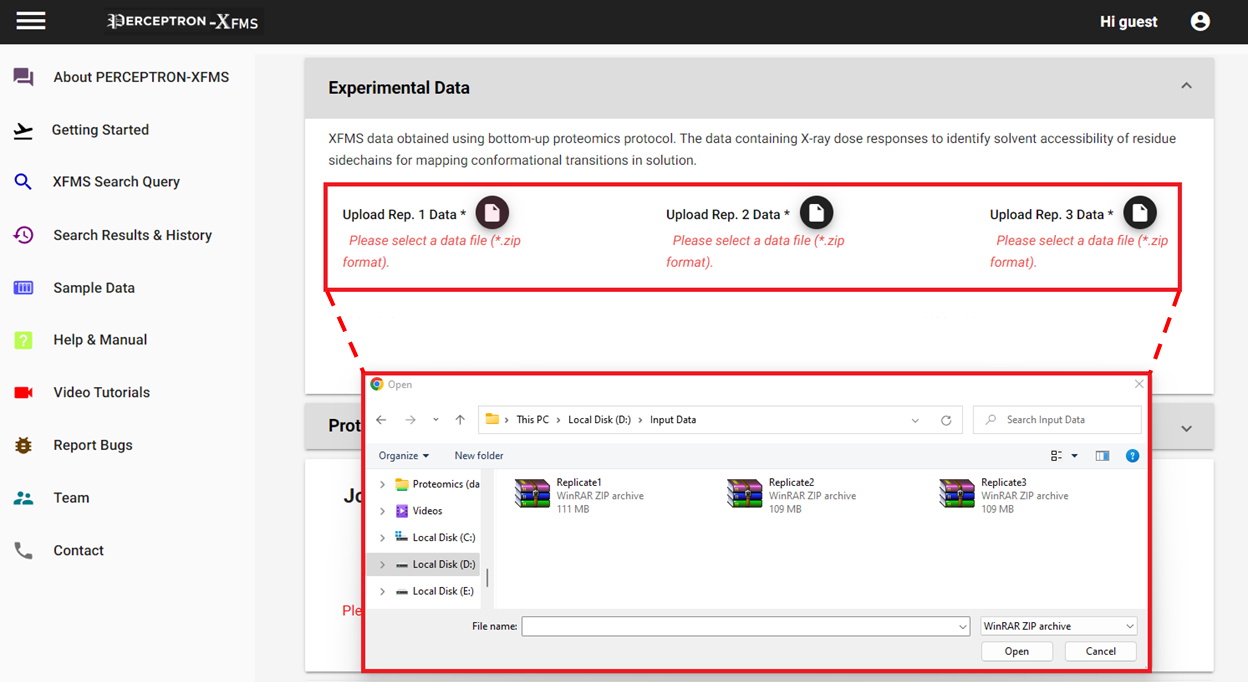 PERCEPTRON-XFMS
Hi guest
About PERCEPTRON-XFMS
Getting Started
XFMS Search Query
Search Results & History
Sample Data
Help & Manual
Video Tutorials
Report Bugs
Team
Contact
Experimental Data
XFMS data obtained using bottom-up proteomics protocol. The data containing X-ray dose responses to identify solvent accessibility of residue
sidechains for mapping conformational transitions in solution.
Upload Rep. 1 Data *
Please select a data file (*.zip
format).
Upload Rep. 2 Data *
Please select a data file (*.zip
format).
Upload Rep. 3 Data *
Please select a data file (*.zip
format).
Prot
Jo
Ple
Open
This PC > Local Disk (D:) > Input Data
Search Input Data
Organize
New folder
?
Proteomics (da
Videos
Local Disk (C:)
Local Disk (D:)
Local Disk (E:)
Replicate1
WinRAR ZIP archive
111 MB
Replicate2
WinRAR ZIP archive
109 MB
Replicate3
WinRAR ZIP archive
109 MB
File name:
WinRAR ZIP archive
Open
Cancel